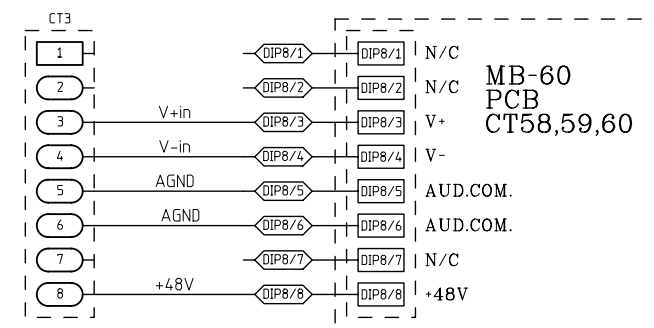 CT3
1 DIP8/1 DIP8/1 N/C
2 DIP8/2 DIP8/2 N/C
3 V+in DIP8/3 DIP8/3 V+
4 V-in DIP8/4 DIP8/4 V-
5 AGND DIP8/5 DIP8/5 AUD.COM.
6 AGND DIP8/6 DIP8/6 AUD.COM.
7 DIP8/7 DIP8/7 N/C
8 +48V DIP8/8 DIP8/8 +48V
MB-60
PCB
CT58,59,60